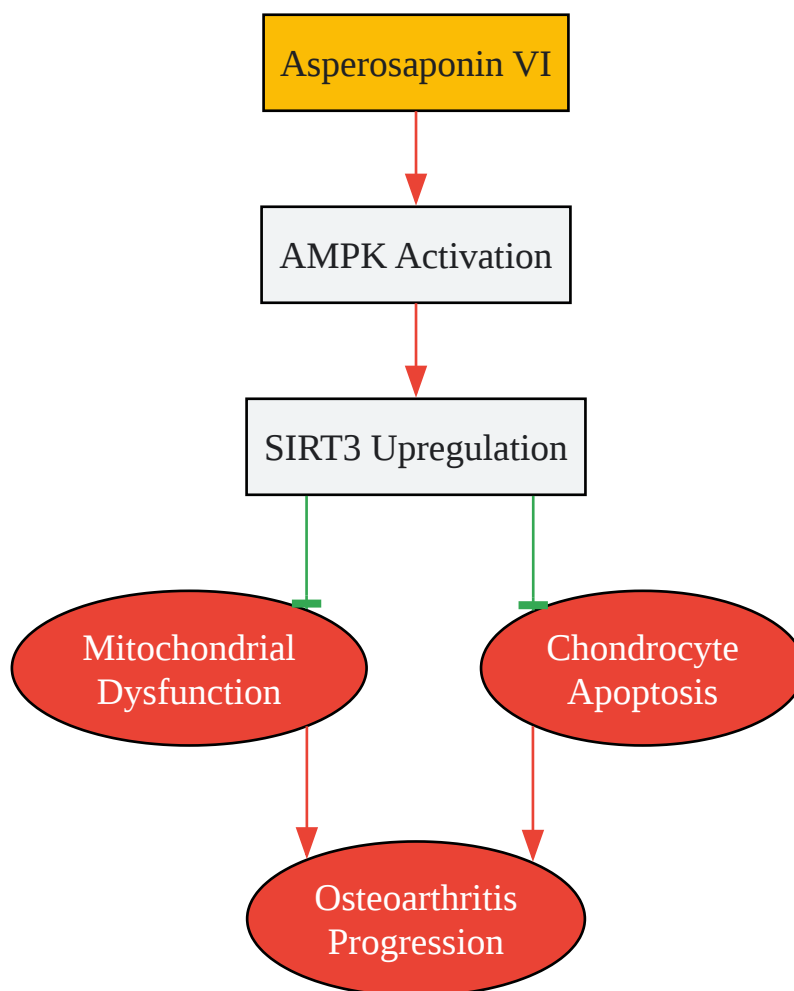 Asperosaponin VI
AMPK Activation
SIRT3 Upregulation
Mitochondrial
Dysfunction
Chondrocyte
Apoptosis
Osteoarthritis
Progression